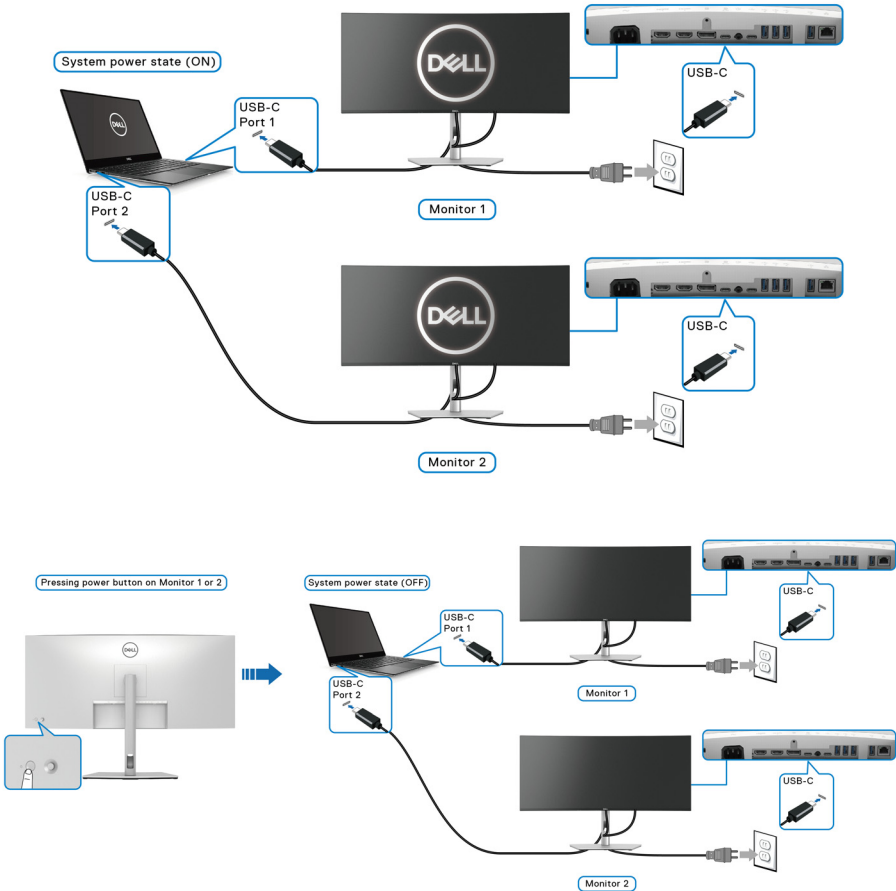 DELL
System power state (ON)
DELL
USB-C
Port 1
USB-C
USB-C
Port 2
Monitor 1
DELL
USB-C
Monitor 2
Pressing power button on Monitor 1 or 2
System power state (OFF)
DELL
USB-C
Port 1
USB-C
USB-C
Port 2
Monitor 1
USB-C
Monitor 2